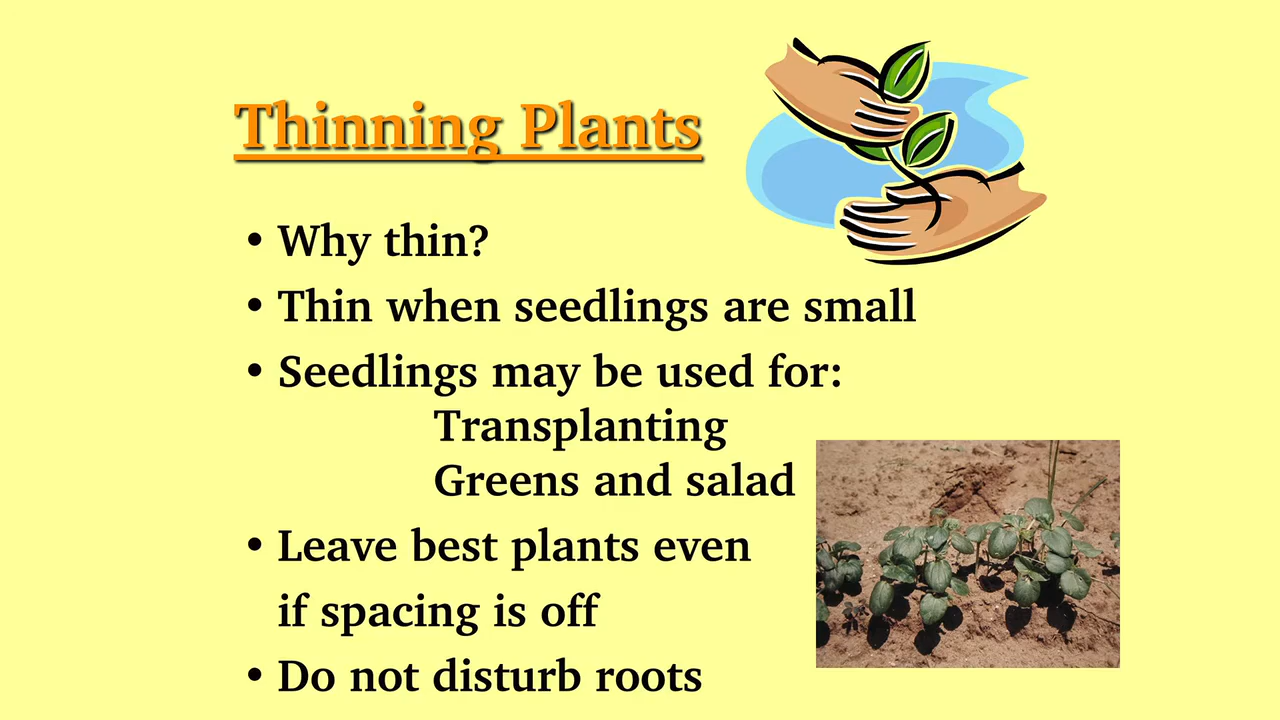 Thinning Plants
• Why thin?
• Thin when seedlings are small
• Seedlings may be used for:
Transplanting
Greens and salad
• Leave best plants even
if spacing is off
• Do not disturb roots